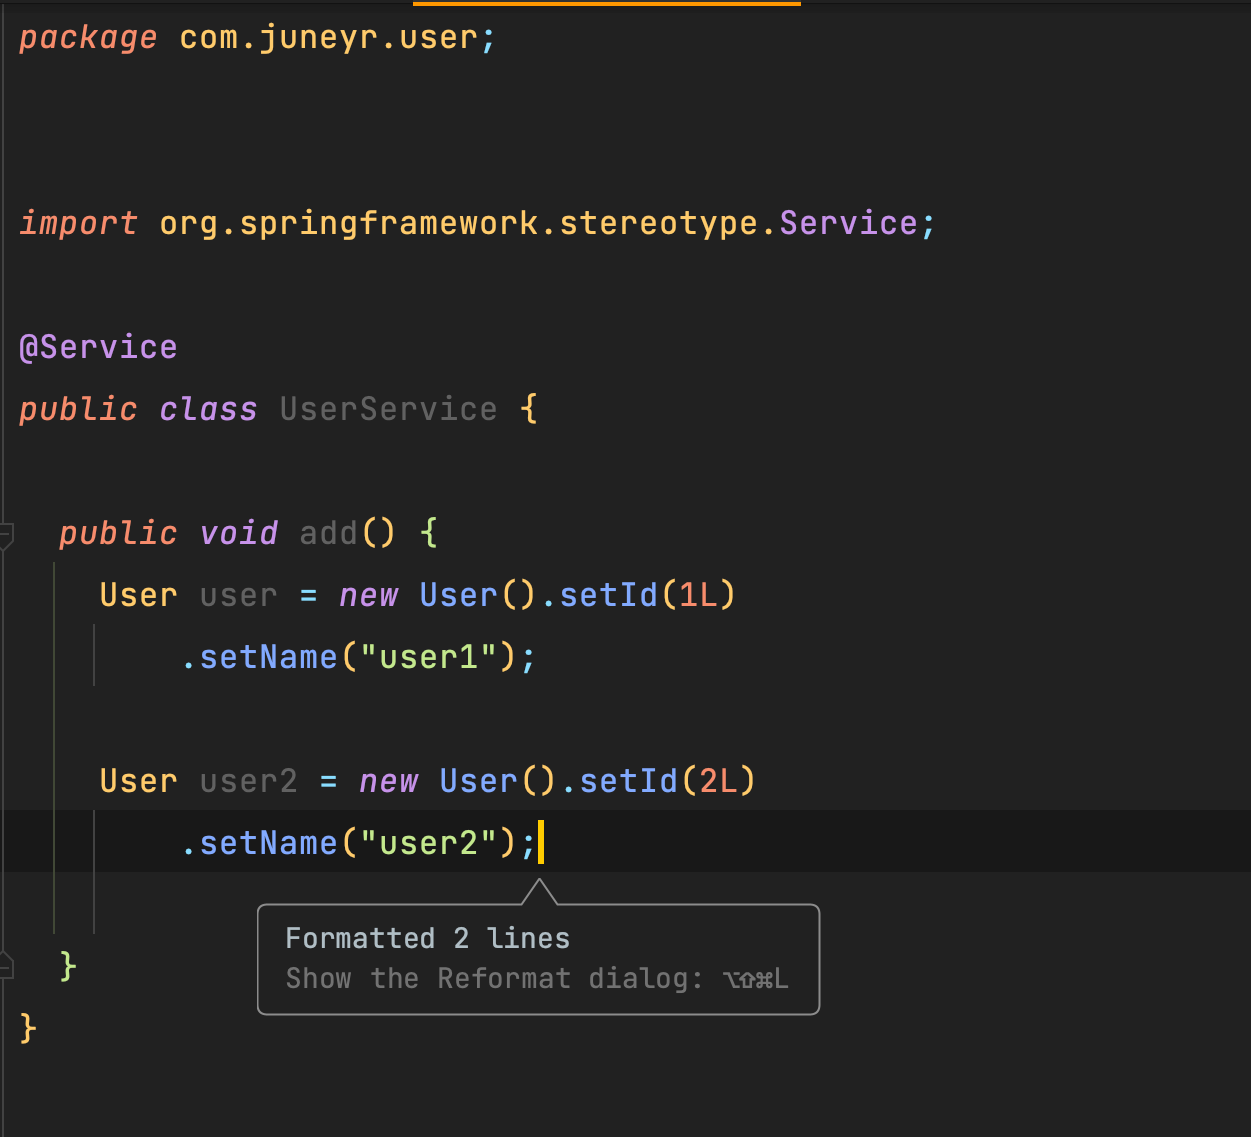 package com.juneyr.user;
import org.springframework.stereotype.Service;
@Service
public class UserService {
public void add() {
User user = new User().setId(1L)
.setName("user1");
User user2 = new User().setId(2L)
.setName("user2");
Formatted 2 lines
Show the Reformat dialog: ⌥⇧⌘L
}
}